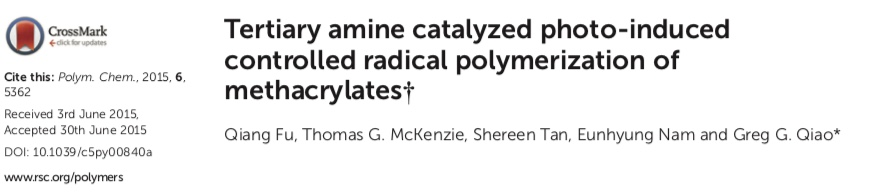 CrossMark
click for updates
Cite this: Polym. Chem., 2015, 6,
5362
Received 3rd June 2015,
Accepted 30th June 2015
DOI: 10.1039/c5py00840a
www.rsc.org/polymers
Tertiary amine catalyzed photo-induced
controlled radical polymerization of
methacrylates†
Qiang Fu, Thomas G. McKenzie, Shereen Tan, Eunhyung Nam and Greg G. Qiao*